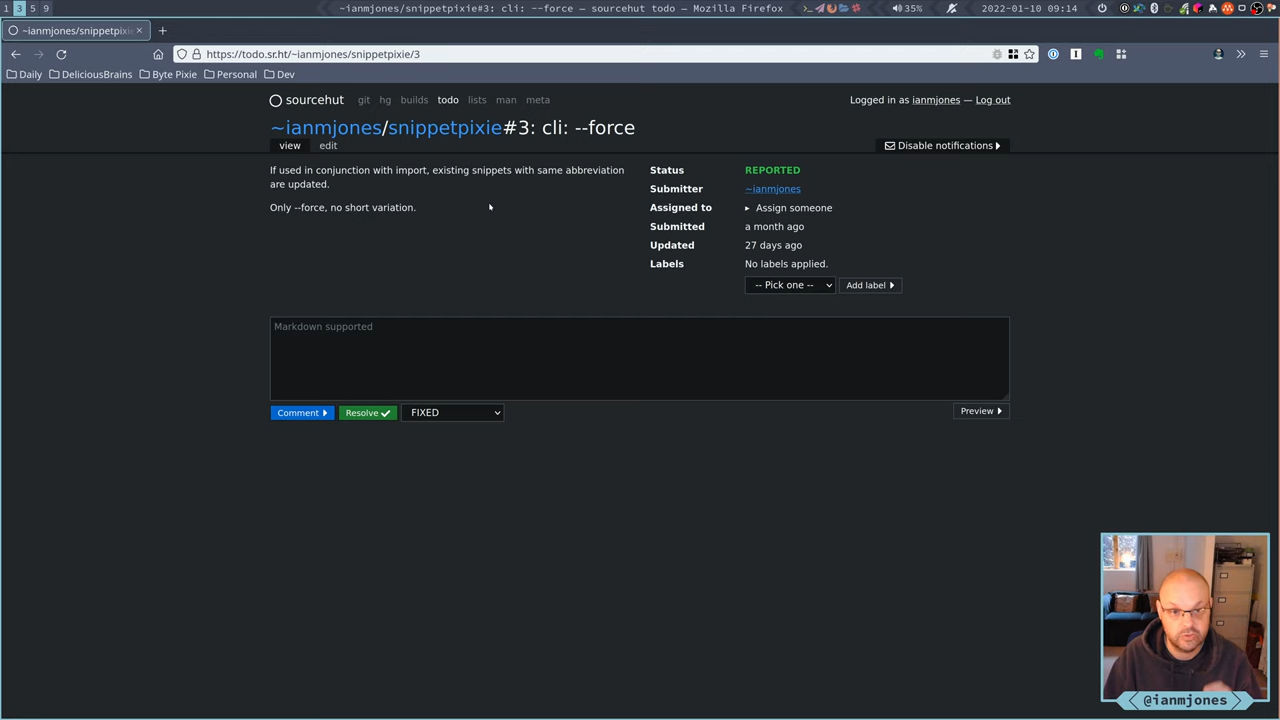 1 3 5 9
~ianmjones/snippetpixie#3: cli: --force — sourcehut todo — Mozilla Firefox
35%
2022-01-10 09:14
~ianmjones/snippetpixie
https://todo.sr.ht/~ianmjones/snippetpixie/3
Daily DeliciousBrains Byte Pixie Personal Dev
sourcehut git hg builds todo lists man meta
Logged in as ianmjones — Log out
~ianmjones/snippetpixie#3: cli: --force
view edit
Disable notifications
If used in conjunction with import, existing snippets with same abbreviation
are updated.
Only --force, no short variation.
Status REPORTED
Submitter ~ianmjones
Assigned to Assign someone
Submitted a month ago
Updated 27 days ago
Labels No labels applied.
-- Pick one -- Add label
Markdown supported
Comment Resolve FIXED
Preview
@ianmjones